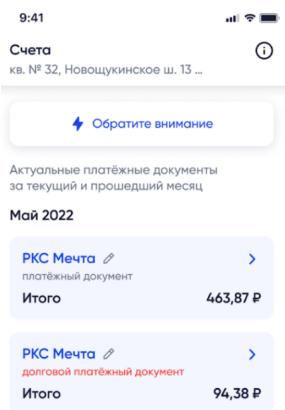 9:41
Счета
кв. № 32, Новощукинское ш. 13 ...
Обратите внимание
Актуальные платёжные документы
за текущий и прошедший месяц
Май 2022
РКС Мечта
платёжный документ
Итого 463,87 ₽
РКС Мечта
долговой платёжный документ
Итого 94,38 ₽